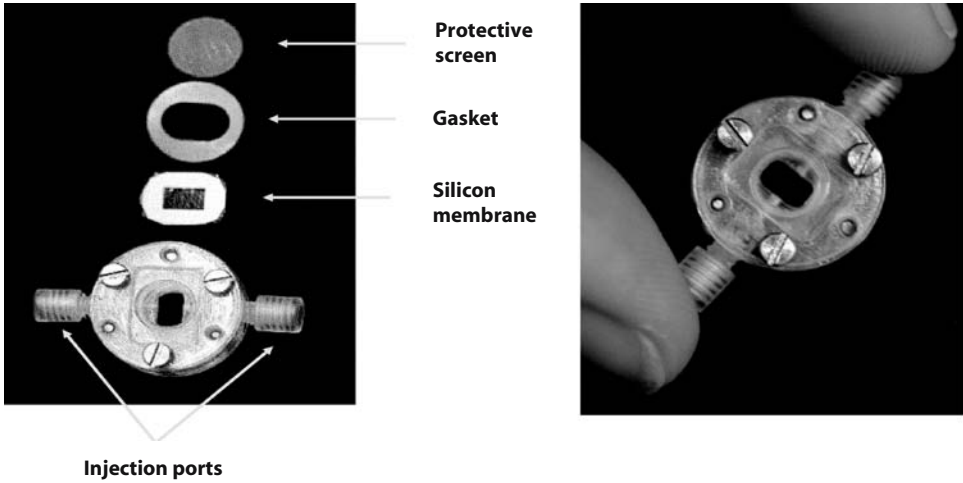 Protective
screen
Gasket
Silicon
membrane
Injection ports